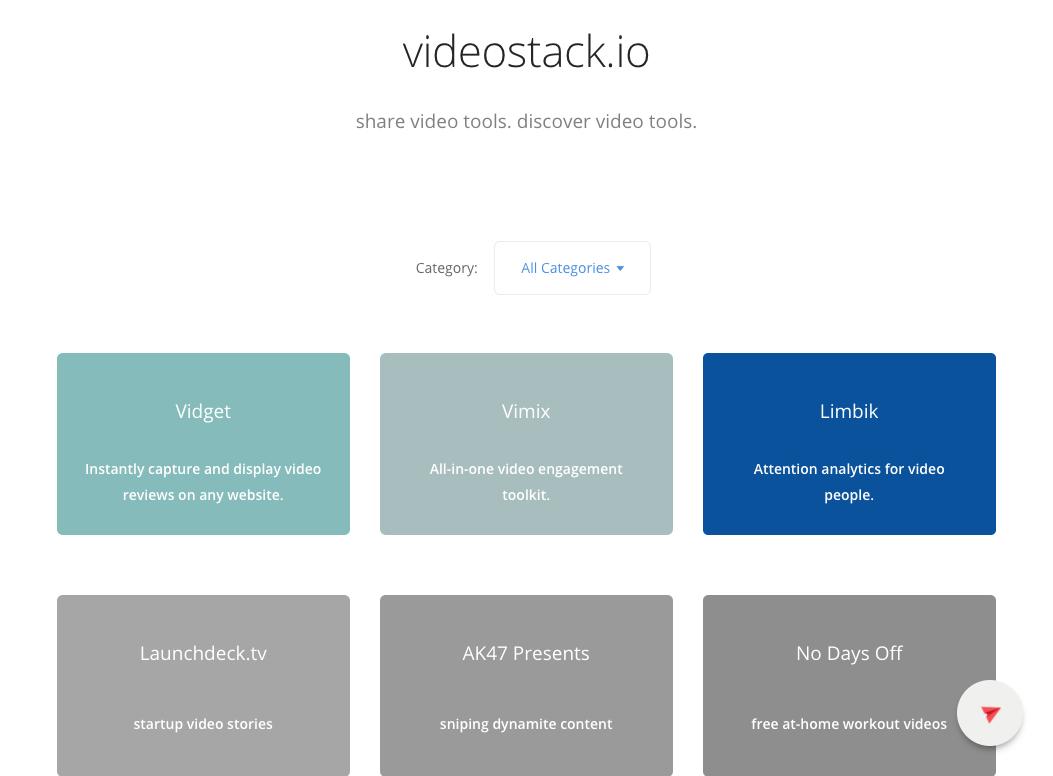 videostack.io
share video tools. discover video tools.
Category: All Categories
Vidget
Instantly capture and display video
reviews on any website.
Vimix
All-in-one video engagement
toolkit.
Limbik
Attention analytics for video
people.
Launchdeck.tv
startup video stories
AK47 Presents
sniping dynamite content
No Days Off
free at-home workout videos